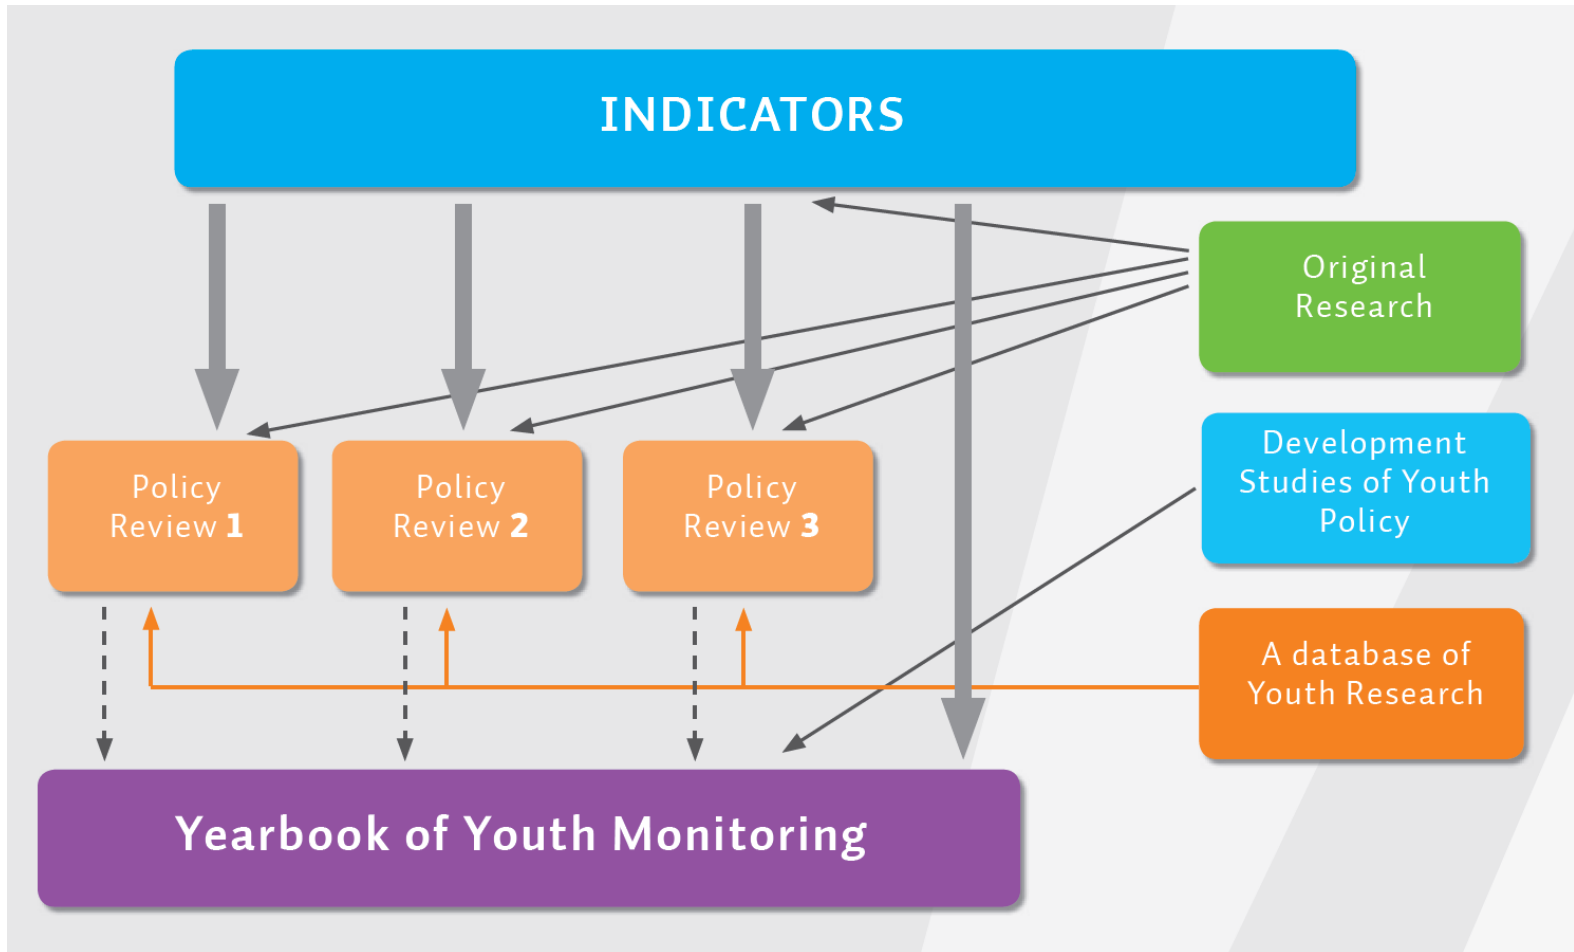 INDICATORS
Original
Research
Development
Studies of Youth
Policy
Policy
Review 1
Policy
Review 2
Policy
Review 3
A database of
Youth Research
Yearbook of Youth Monitoring